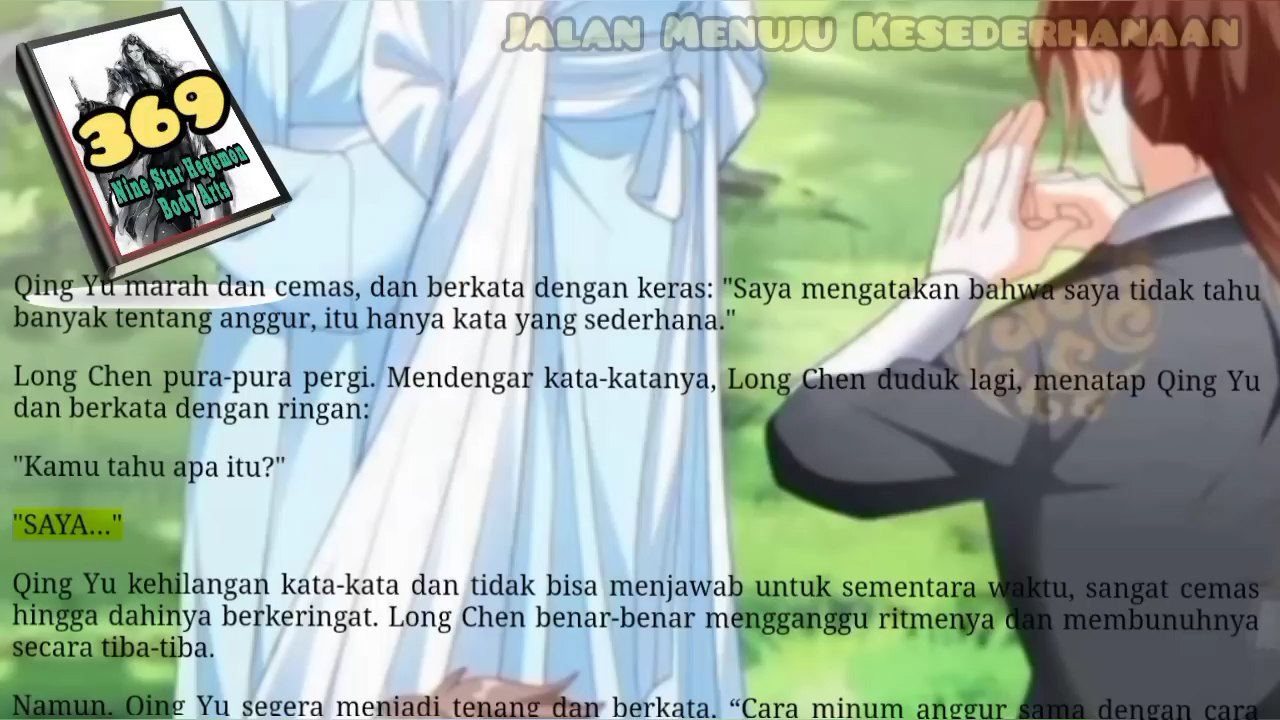 Jalan Menuju Kesederhanaan
369
Nine Star Hegemon
Body Arts
Qing Yu marah dan cemas, dan berkata dengan keras: "Saya mengatakan bahwa saya tidak tahu
banyak tentang anggur, itu hanya kata yang sederhana."
Long Chen pura-pura pergi. Mendengar kata-katanya, Long Chen duduk lagi, menatap Qing Yu
dan berkata dengan ringan:
"Kamu tahu apa itu?"
"SAYA..."
Qing Yu kehilangan kata-kata dan tidak bisa menjawab untuk sementara waktu, sangat cemas
hingga dahinya berkeringat. Long Chen benar-benar mengganggu ritmenya dan membunuhnya
secara tiba-tiba.
Namun, Qing Yu segera menjadi tenang dan berkata, “Cara minum anggur sama dengan cara